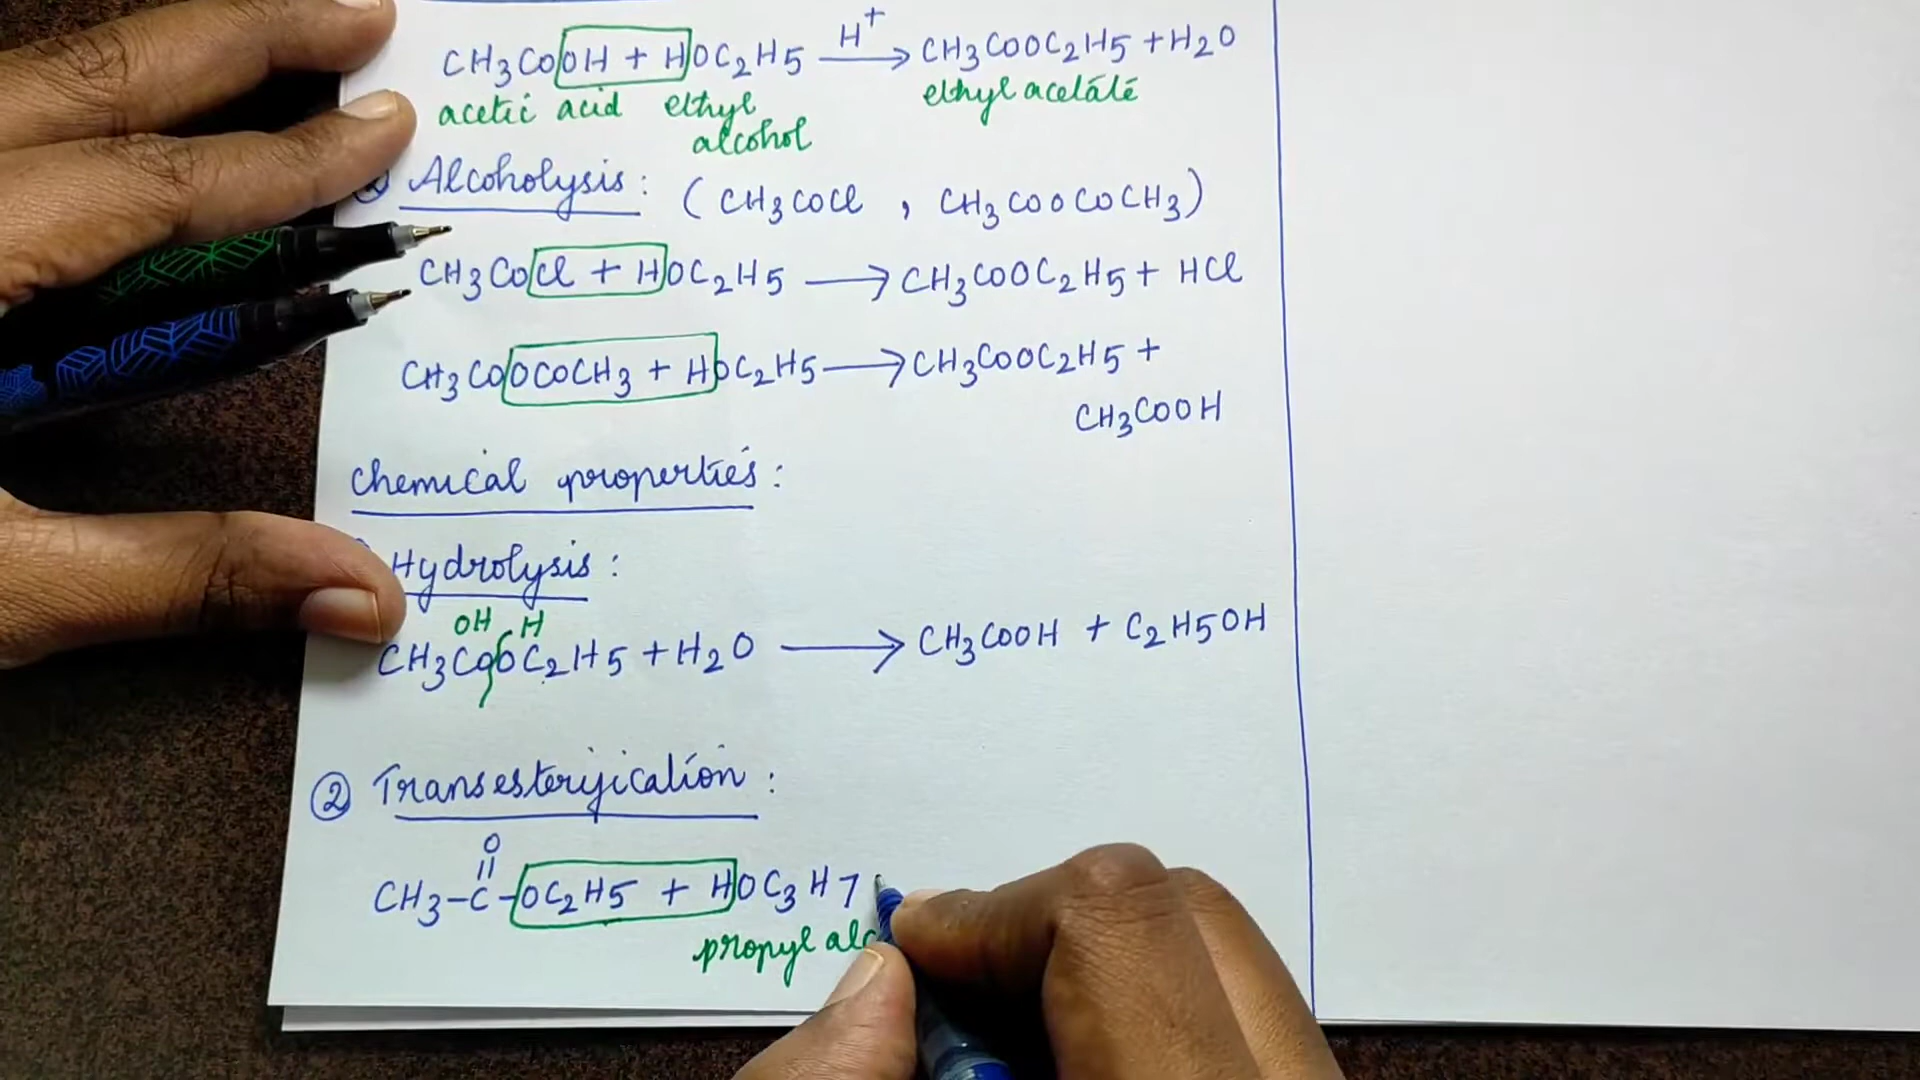 CH3COOH + HOC2H5 H+ → CH3COOC2H5 + H2O
acetic acid ethyl ethyl acetate
alcohol
Alcoholysis : (CH3COCl , CH3COOCOCH3)
CH3COCl + HOC2H5 → CH3COOC2H5 + HCl
CH3COOCOCH3 + HOC2H5 → CH3COOC2H5 +
CH3COOH
Chemical properties :
Hydrolysis :
OH H
CH3COOC2H5 + H2O → CH3COOH + C2H5OH
② Transesterification :
O
CH3-C-OC2H5 + HOC3H7
propyl alc